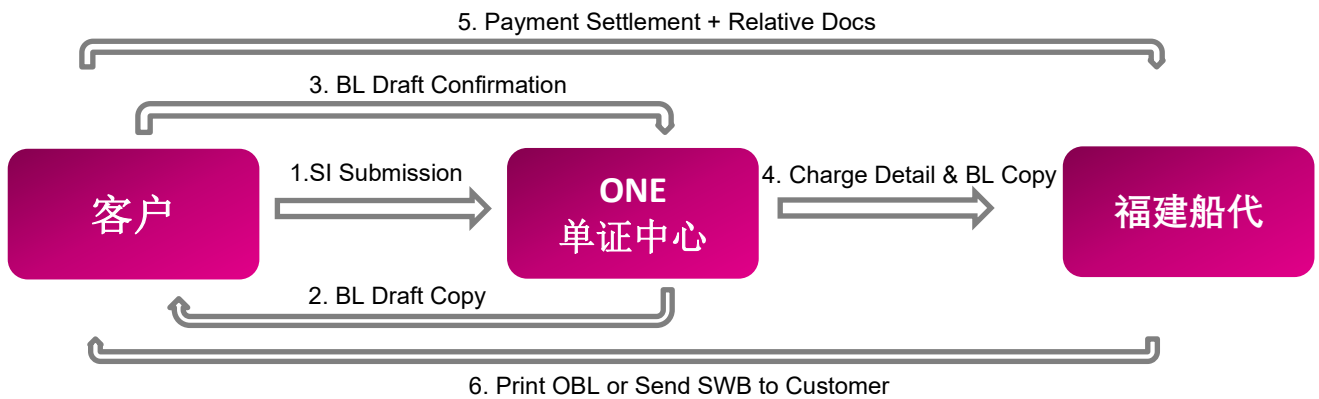 5. Payment Settlement + Relative Docs
3. BL Draft Confirmation
客户
1.SI Submission
ONE
单证中心
4. Charge Detail & BL Copy
福建船代
2. BL Draft Copy
6. Print OBL or Send SWB to Customer